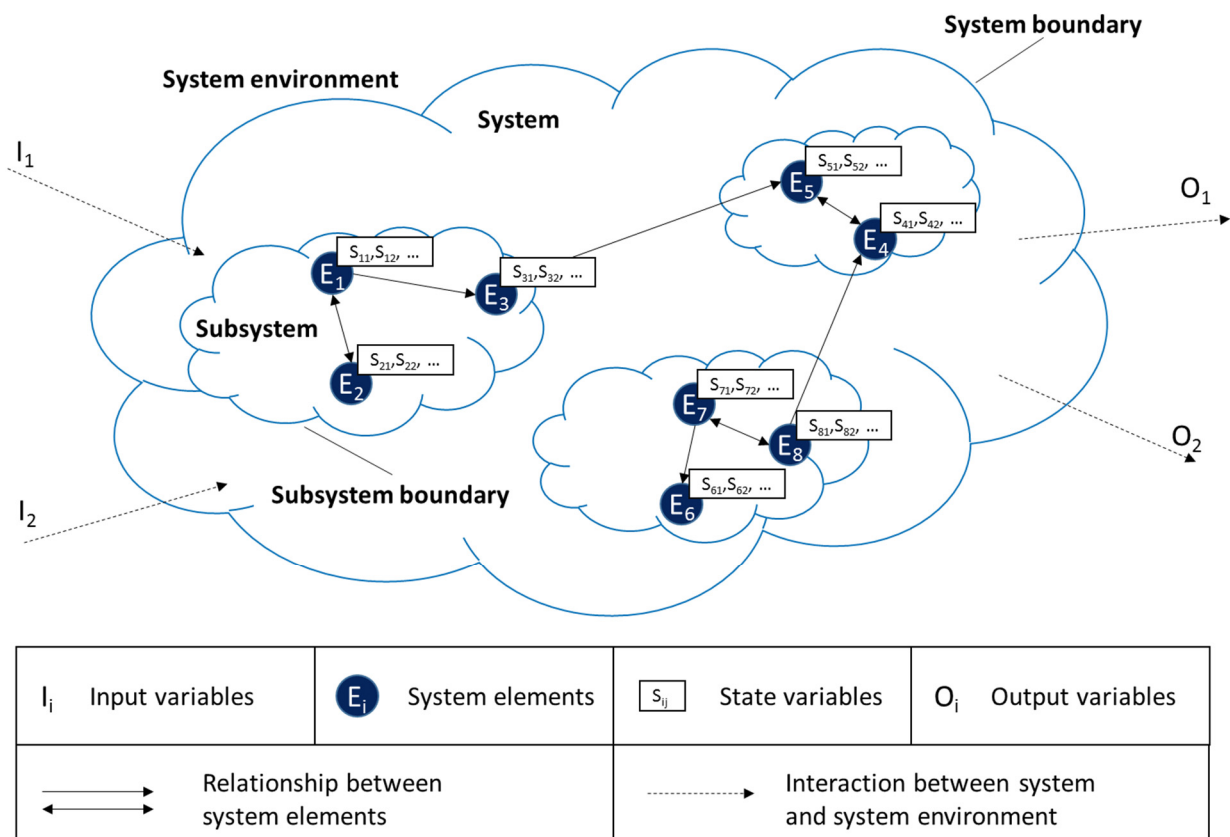 System boundary
System environment
System
I₁
S₅₁,S₅₂, ...
E₅
O₁
S₄₁,S₄₂, ...
E₄
S₁₁,S₁₂, ...
E₁
S₃₁,S₃₂, ...
E₃
Subsystem
S₂₁,S₂₂, ...
E₂
S₇₁,S₇₂, ...
E₇
S₈₁,S₈₂, ...
E₈
O₂
S₆₁,S₆₂, ...
E₆
Subsystem boundary
I₂
Iᵢ Input variables
Eᵢ System elements
Sᵢⱼ State variables
Oᵢ Output variables
Relationship between
system elements
Interaction between system
and system environment